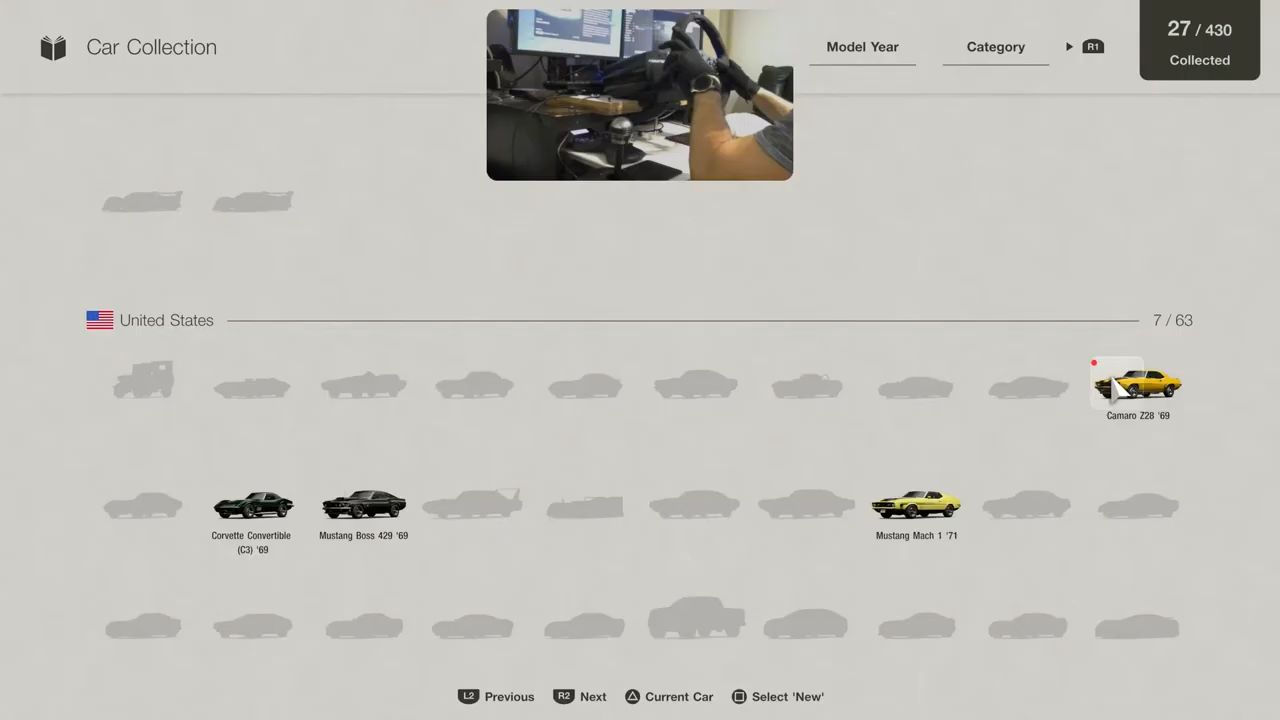 Car Collection
Model Year
Category
R1
27 / 430
Collected
United States
7 / 63
Camaro Z28 '69
Corvette Convertible
(C3) '69
Mustang Boss 429 '69
Mustang Mach 1 '71
L2 Previous
R2 Next
Current Car
Select 'New'